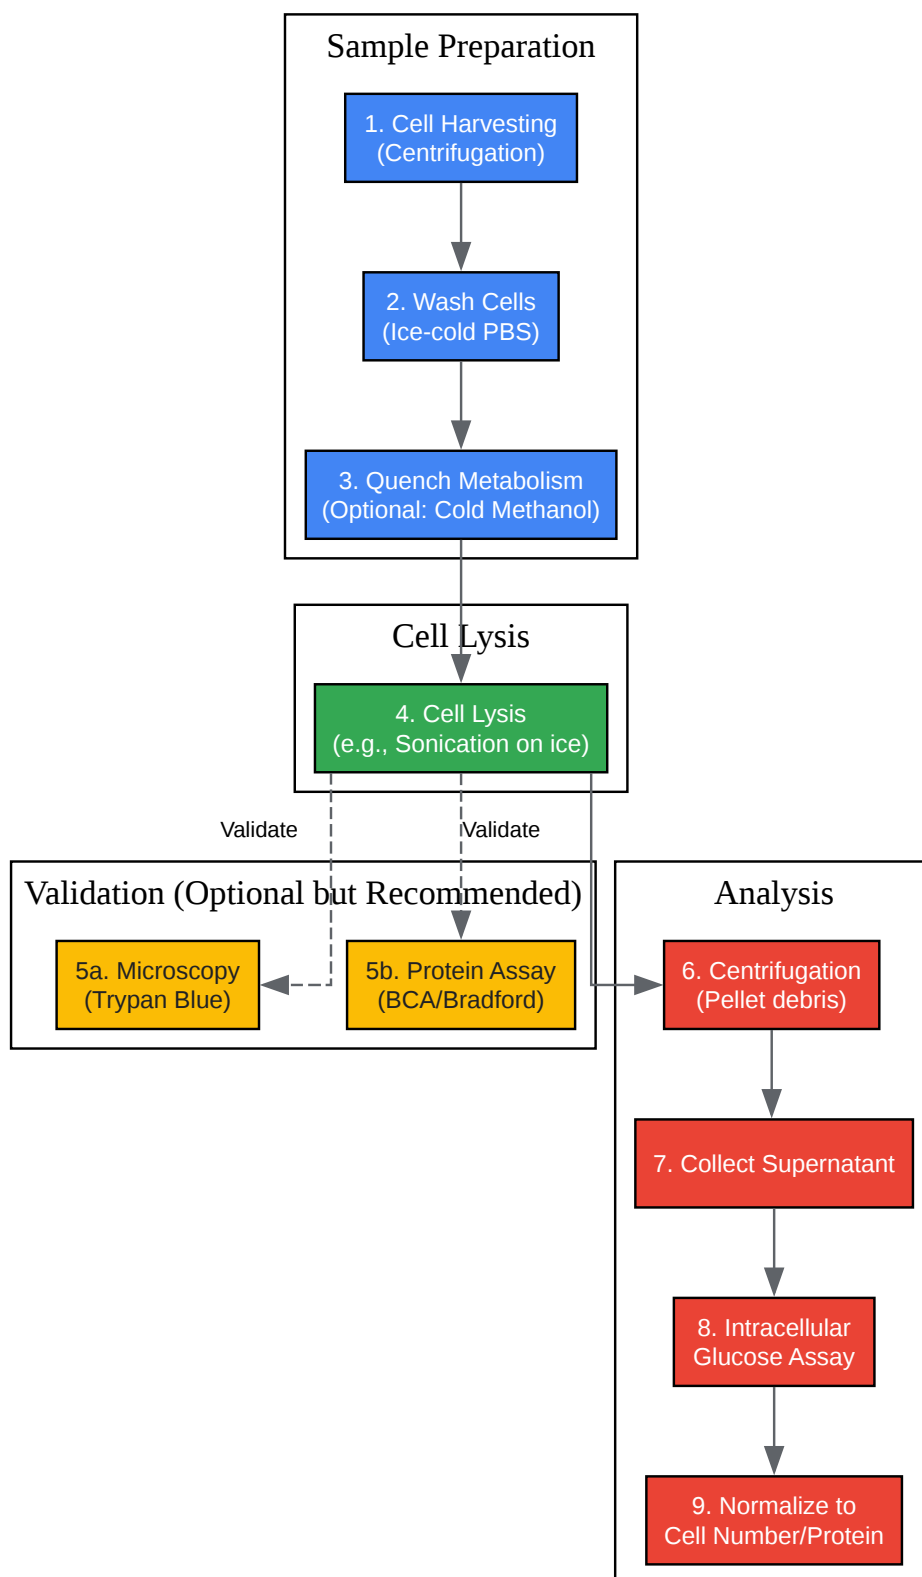 Sample Preparation
1. Cell Harvesting
(Centrifugation)
2. Wash Cells
(Ice-cold PBS)
3. Quench Metabolism
(Optional: Cold Methanol)
Cell Lysis
4. Cell Lysis
(e.g., Sonication on ice)
Validate
Validate
Validation (Optional but Recommended)
5a. Microscopy
(Trypan Blue)
5b. Protein Assay
(BCA/Bradford)
Analysis
6. Centrifugation
(Pellet debris)
7. Collect Supernatant
8. Intracellular
Glucose Assay
9. Normalize to
Cell Number/Protein